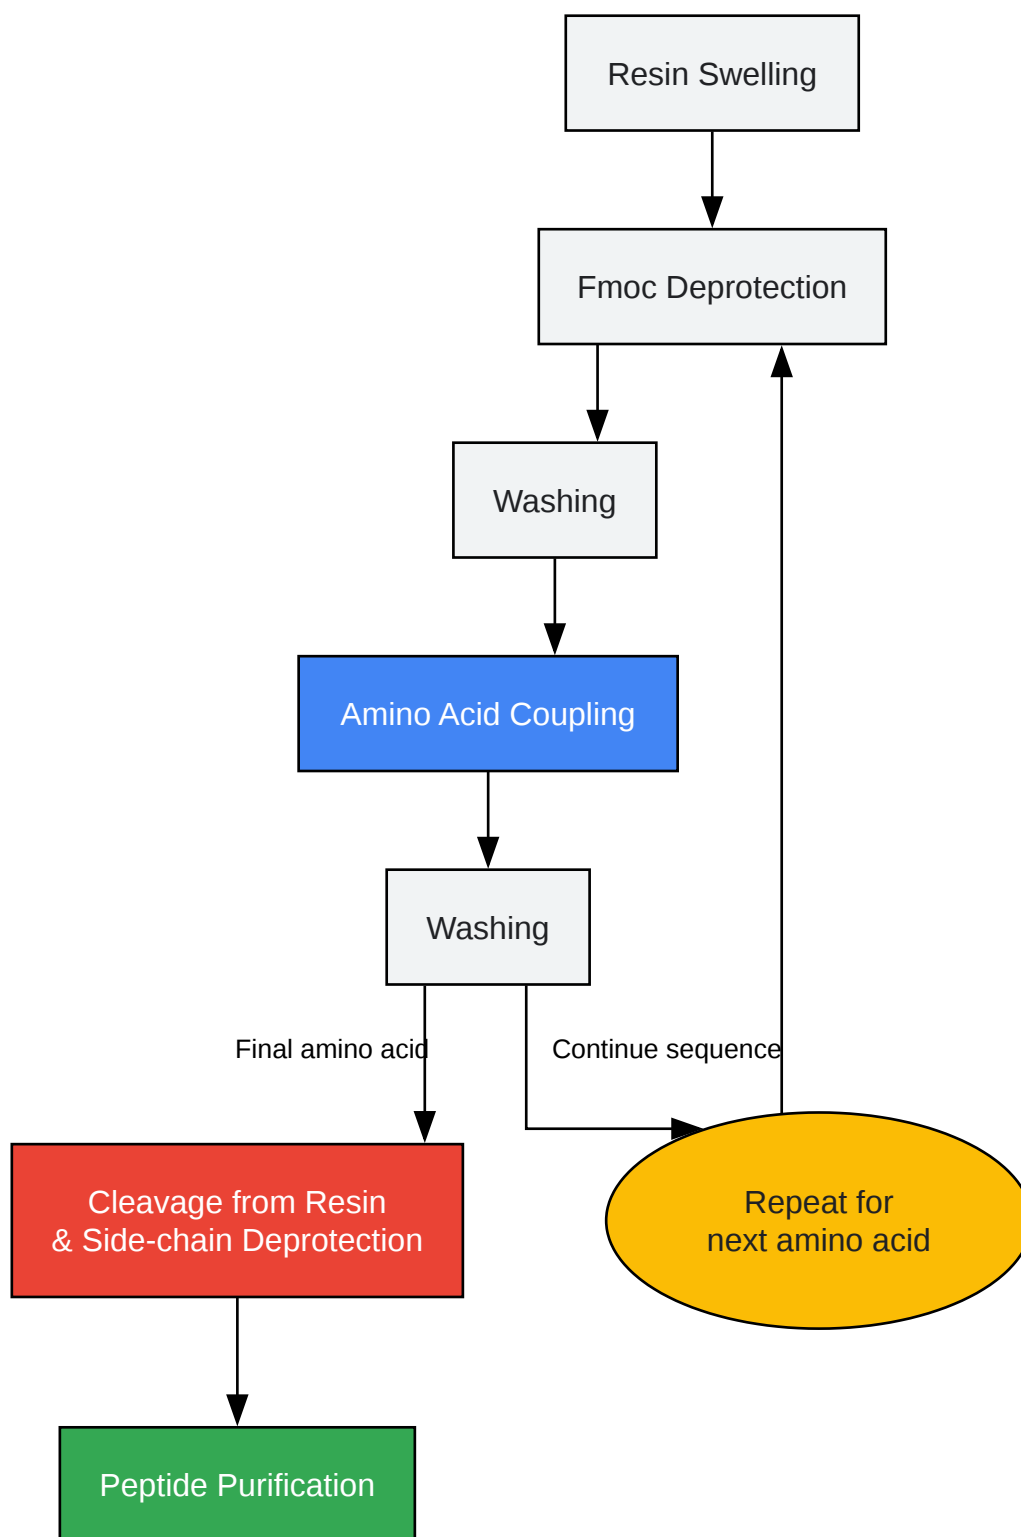 Resin Swelling
Fmoc Deprotection
Washing
Amino Acid Coupling
Washing
Final amino acid
Continue sequence
Cleavage from Resin
& Side-chain Deprotection
Repeat for
next amino acid
Peptide Purification